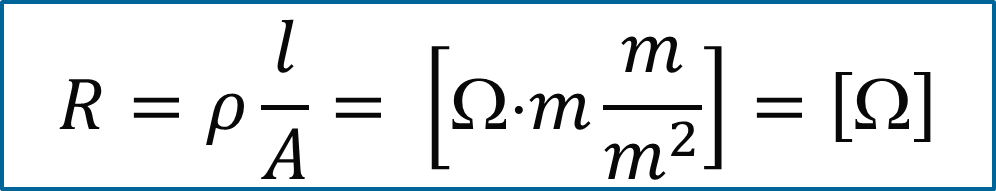 R = ρ l/A = [Ω·m m/m²] = [Ω]